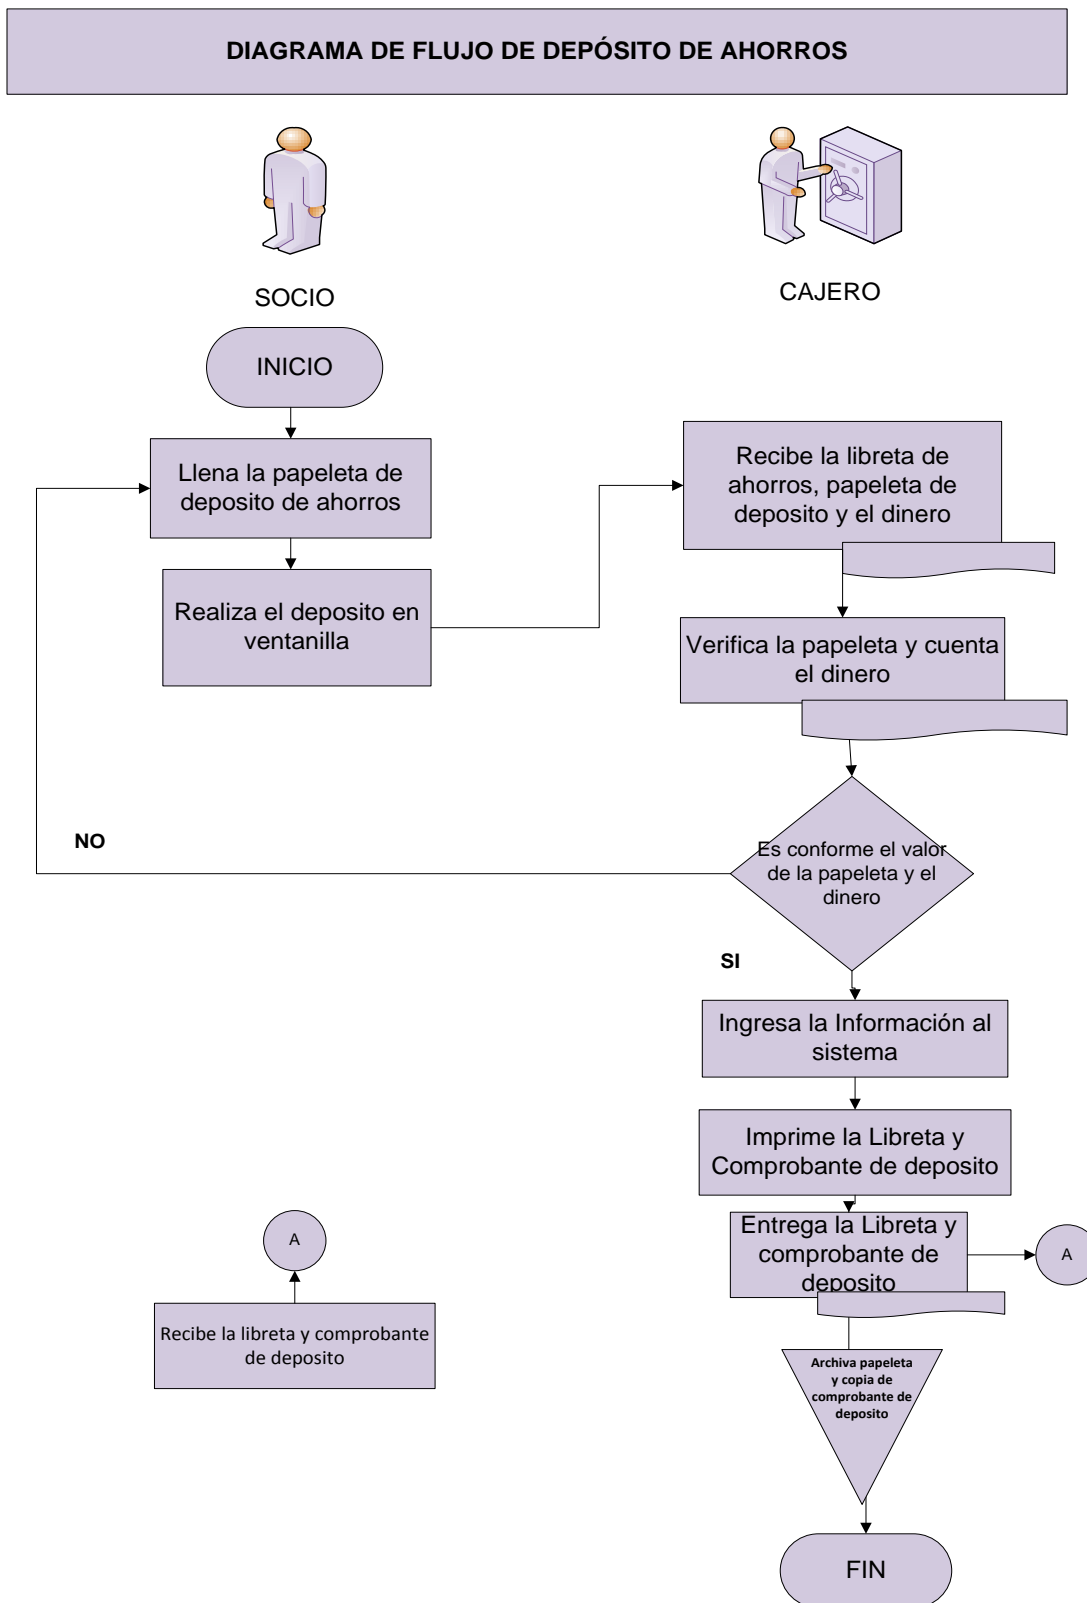 DIAGRAMA DE FLUJO DE DEPÓSITO DE AHORROS
SOCIO
CAJERO
INICIO
Llena la papeleta de
deposito de ahorros
Recibe la libreta de
ahorros, papeleta de
deposito y el dinero
Realiza el deposito en
ventanilla
Verifica la papeleta y cuenta
el dinero
NO
Es conforme el valor
de la papeleta y el
dinero
SI
Ingresa la Información al
sistema
Imprime la Libreta y
Comprobante de deposito
Entrega la Libreta y
comprobante de
deposito
A
A
Recibe la libreta y comprobante
de deposito
Archiva papeleta
y copia de
comprobante de
deposito
FIN